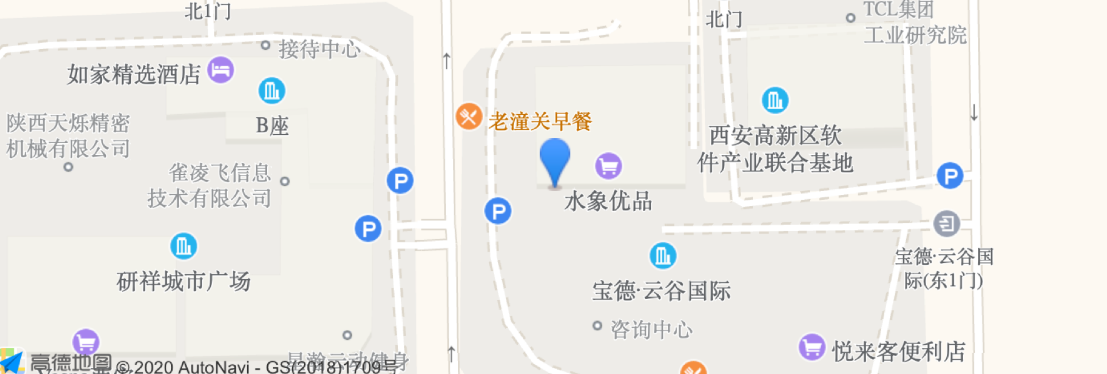 北1门
北门
TCL集团
工业研究院
接待中心
如家精选酒店
B座
老潼关早餐
陕西天烁精密
机械有限公司
西安高新区软
件产业联合基地
雀凌飞信息
技术有限公司
P
P
水象优品
P
P
研祥城市广场
宝德·云谷国际
宝德·云谷国
际(东1门)
咨询中心
悦来客便利店
高德地图
© 2020 AutoNavi - GS(2018)1709号